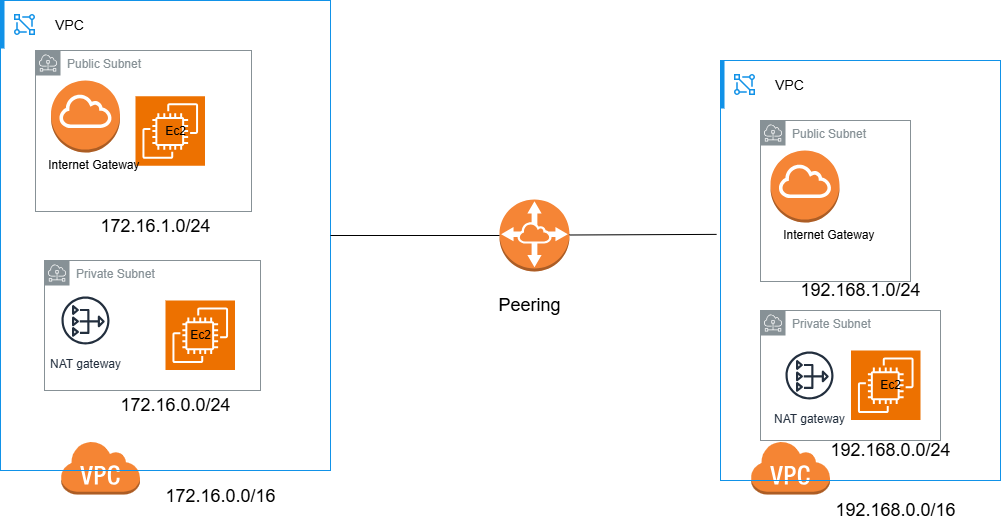 VPC
Public Subnet
Ec2
Internet Gateway
172.16.1.0/24
Private Subnet
Ec2
NAT gateway
172.16.0.0/24
VPC
172.16.0.0/16
Peering
VPC
Public Subnet
Internet Gateway
192.168.1.0/24
Private Subnet
Ec2
NAT gateway
192.168.0.0/24
VPC
192.168.0.0/16